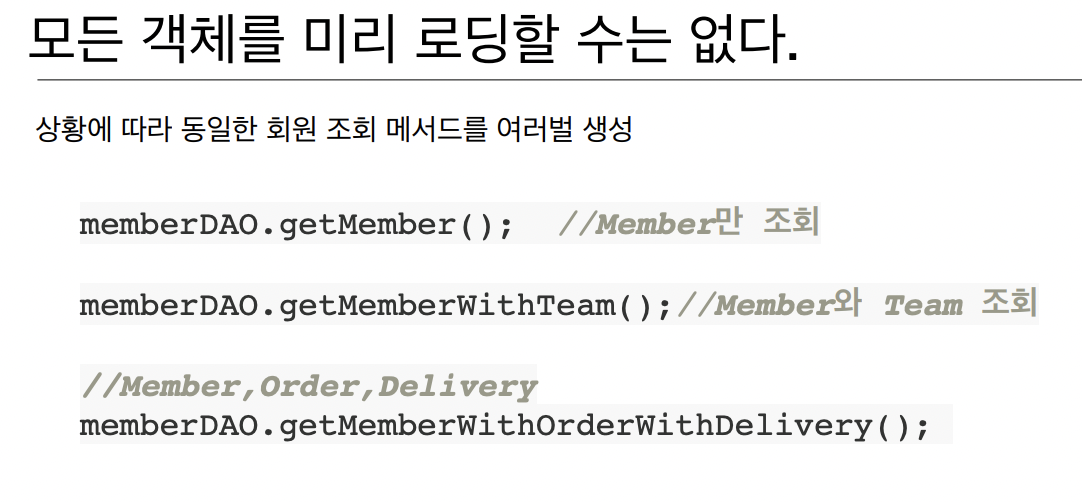 모든 객체를 미리 로딩할 수는 없다.
상황에 따라 동일한 회원 조회 메서드를 여러벌 생성
memberDAO.getMember();  //Member만 조회
memberDAO.getMemberWithTeam();//Member와 Team 조회
//Member,Order,Delivery
memberDAO.getMemberWithOrderWithDelivery();